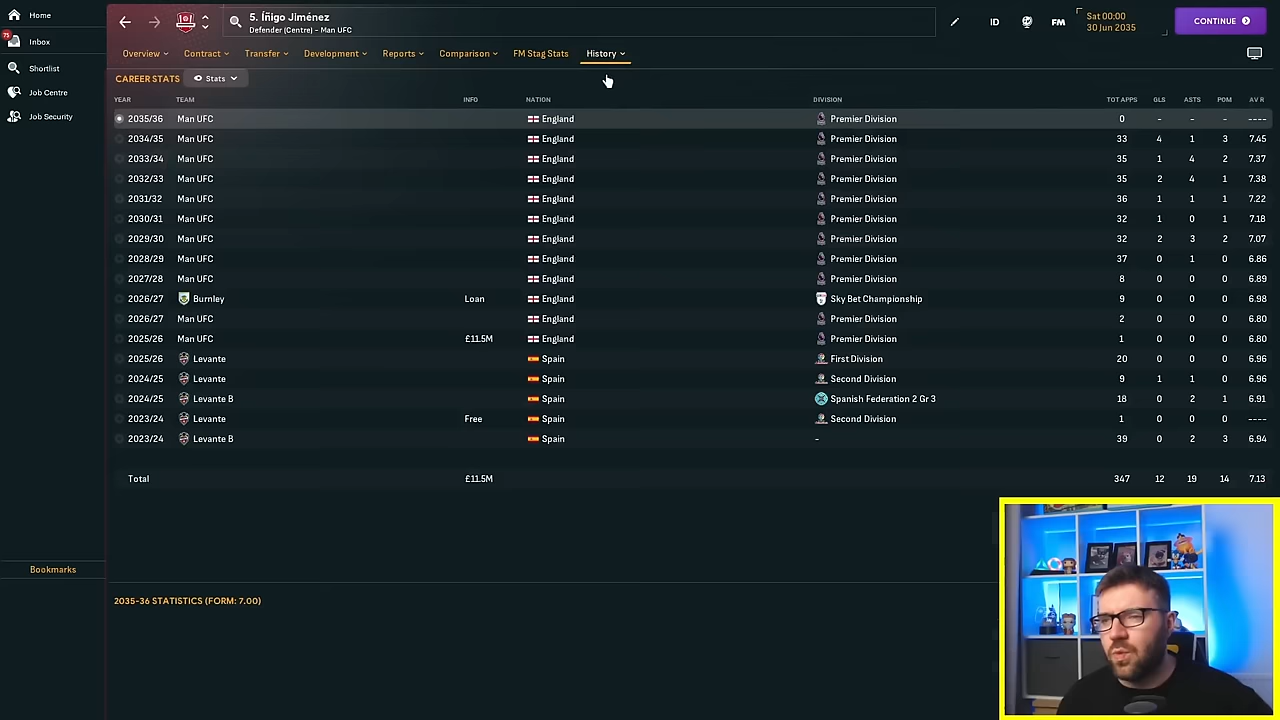 Home
75
Inbox
Shortlist
Job Centre
Job Security
Bookmarks
5. Íñigo Jiménez
Defender (Centre) - Man UFC
ID
FM
Sat 00:00
30 Jun 2035
CONTINUE
Overview
Contract
Transfer
Development
Reports
Comparison
FM Stag Stats
History
CAREER STATS
Stats
YEAR TEAM INFO NATION DIVISION TOT APPS GLS ASTS POM AV R
2035/36 Man UFC England Premier Division 0 - - - ----
2034/35 Man UFC England Premier Division 33 4 1 3 7.45
2033/34 Man UFC England Premier Division 35 1 4 2 7.37
2032/33 Man UFC England Premier Division 35 2 4 1 7.38
2031/32 Man UFC England Premier Division 36 1 1 1 7.22
2030/31 Man UFC England Premier Division 32 1 0 1 7.18
2029/30 Man UFC England Premier Division 32 2 3 2 7.07
2028/29 Man UFC England Premier Division 37 0 1 0 6.86
2027/28 Man UFC England Premier Division 8 0 0 0 6.89
2026/27 Burnley Loan England Sky Bet Championship 9 0 0 0 6.98
2026/27 Man UFC England Premier Division 2 0 0 0 6.80
2025/26 Man UFC £11.5M England Premier Division 1 0 0 0 6.80
2025/26 Levante Spain First Division 20 0 0 0 6.96
2024/25 Levante Spain Second Division 9 1 1 0 6.96
2024/25 Levante B Spain Spanish Federation 2 Gr 3 18 0 2 1 6.91
2023/24 Levante Free Spain Second Division 1 0 0 0 ----
2023/24 Levante B Spain - 39 0 2 3 6.94
Total £11.5M 347 12 19 14 7.13
2035-36 STATISTICS (FORM: 7.00)